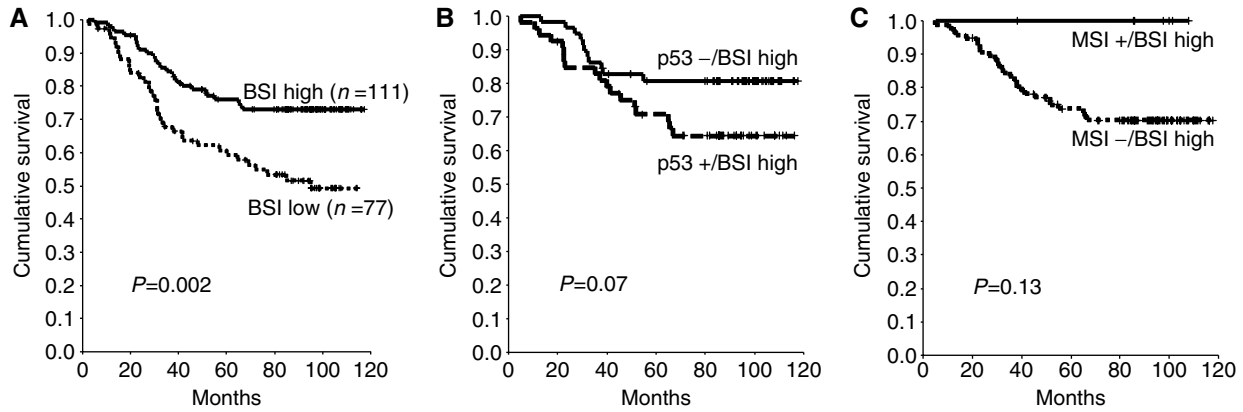 A
Cumulative survival
1.0
0.9
0.8
0.7
0.6
0.5
0.4
0.3
0.2
0.1
0.0
BSI high (n =111)
BSI low (n =77)
P=0.002
0 20 40 60 80 100 120
Months
B
Cumulative survival
1.0
0.9
0.8
0.7
0.6
0.5
0.4
0.3
0.2
0.1
0.0
p53 −/BSI high
p53 +/BSI high
P=0.07
0 20 40 60 80 100 120
Months
C
Cumulative survival
1.0
0.9
0.8
0.7
0.6
0.5
0.4
0.3
0.2
0.1
0.0
MSI +/BSI high
MSI −/BSI high
P=0.13
0 20 40 60 80 100 120
Months